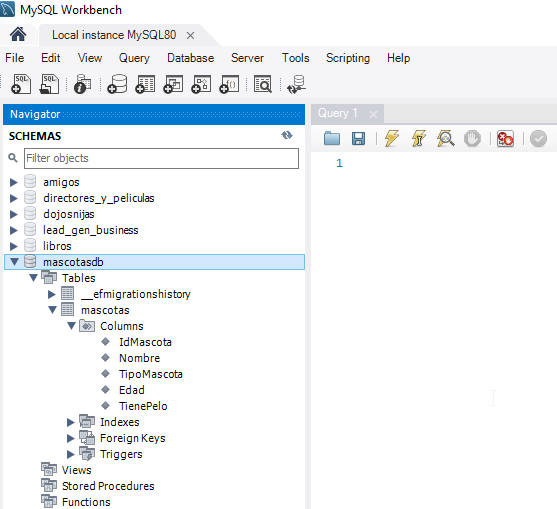 MySQL Workbench
Local instance MySQL80
File Edit View Query Database Server Tools Scripting Help
Navigator
SCHEMAS
Filter objects
amigos
directores_y_peliculas
dojosnijas
lead_gen_business
libros
mascotasdb
Tables
__efmigrationshistory
mascotas
Columns
IdMascota
Nombre
TipoMascota
Edad
TienePelo
Indexes
Foreign Keys
Triggers
Views
Stored Procedures
Functions
Query 1
1